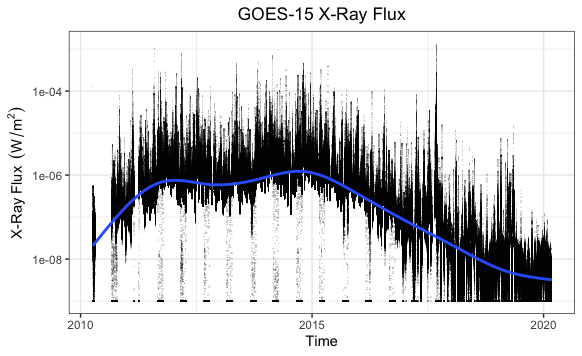 GOES-15 X-Ray Flux
X-Ray Flux (W/m²)
1e-04
1e-06
1e-08
2010
2015
2020
Time